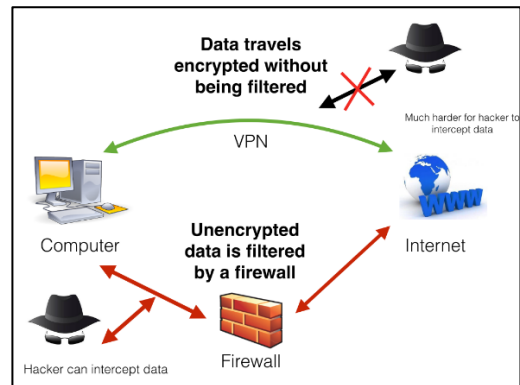 Data travels
encrypted without
being filtered
Much harder for hacker to
intercept data
VPN
WWW
Computer
Internet
Unencrypted
data is filtered
by a firewall
Hacker can intercept data
Firewall